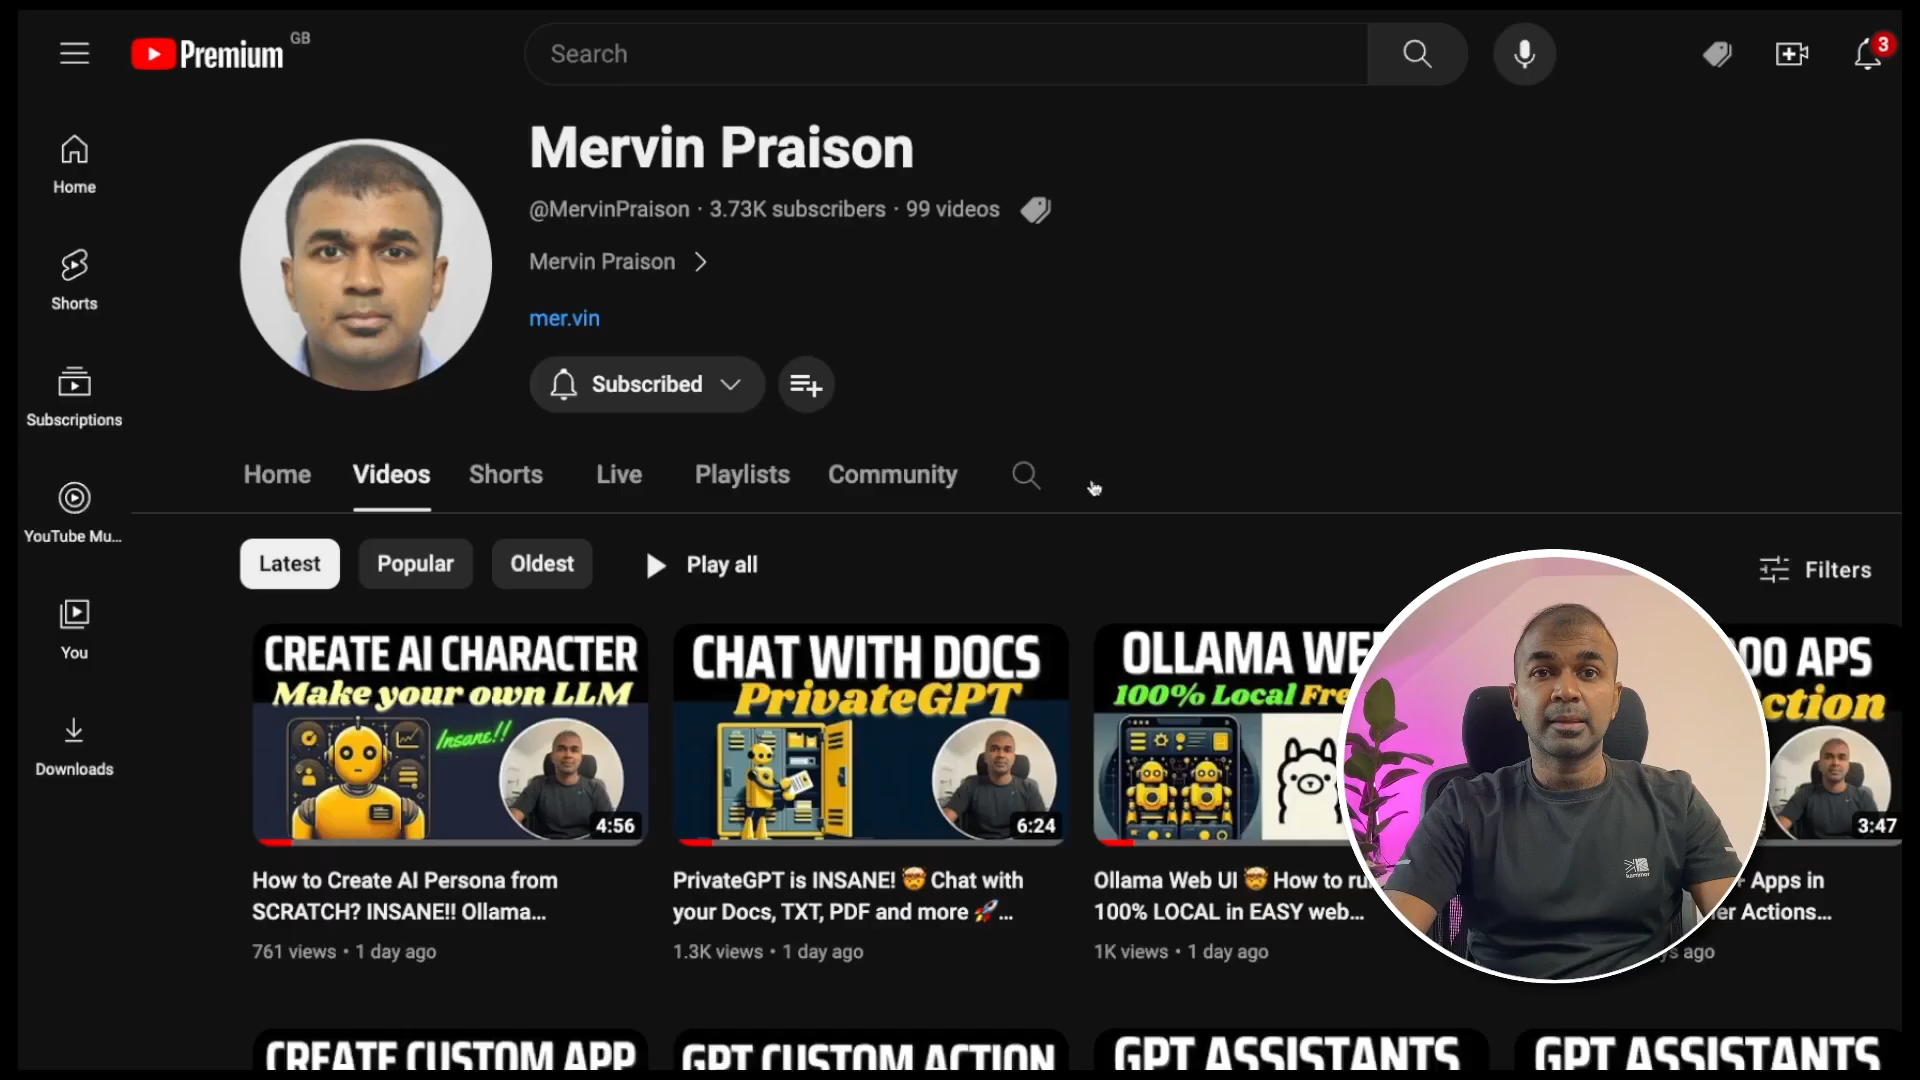 Premium GB
Search
3
Home
Shorts
Subscriptions
YouTube Mu...
You
Downloads
Mervin Praison
@MervinPraison · 3.73K subscribers · 99 videos
Mervin Praison
mer.vin
Subscribed
Home Videos Shorts Live Playlists Community
Latest Popular Oldest Play all Filters
CREATE AI CHARACTER
Make your own LLM
Insane!!
4:56
How to Create AI Persona from
SCRATCH? INSANE!! Ollama...
761 views • 1 day ago
CHAT WITH DOCS
PrivateGPT
6:24
PrivateGPT is INSANE! 🤯 Chat with
your Docs, TXT, PDF and more 🚀...
1.3K views • 1 day ago
OLLAMA WE
100% Local Fre
Ollama Web UI 🤯 How to ru
100% LOCAL in EASY web...
1K views • 1 day ago
00 APS
ction
3:47
Apps in
er Actions...
s ago
CREATE CUSTOM APP
GPT CUSTOM ACTION
GPT ASSISTANTS
GPT ASSISTANTS